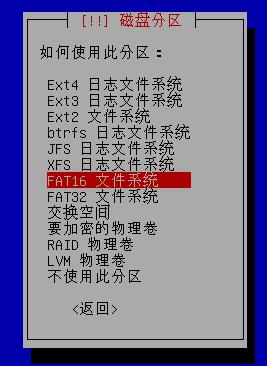 [!!] 磁盘分区
如何使用此分区：
Ext4 日志文件系统
Ext3 日志文件系统
Ext2 文件系统
btrfs 日志文件系统
JFS 日志文件系统
XFS 日志文件系统
FAT16 文件系统
FAT32 文件系统
交换空间
要加密的物理卷
RAID 物理卷
LVM 物理卷
不使用此分区
<返回>